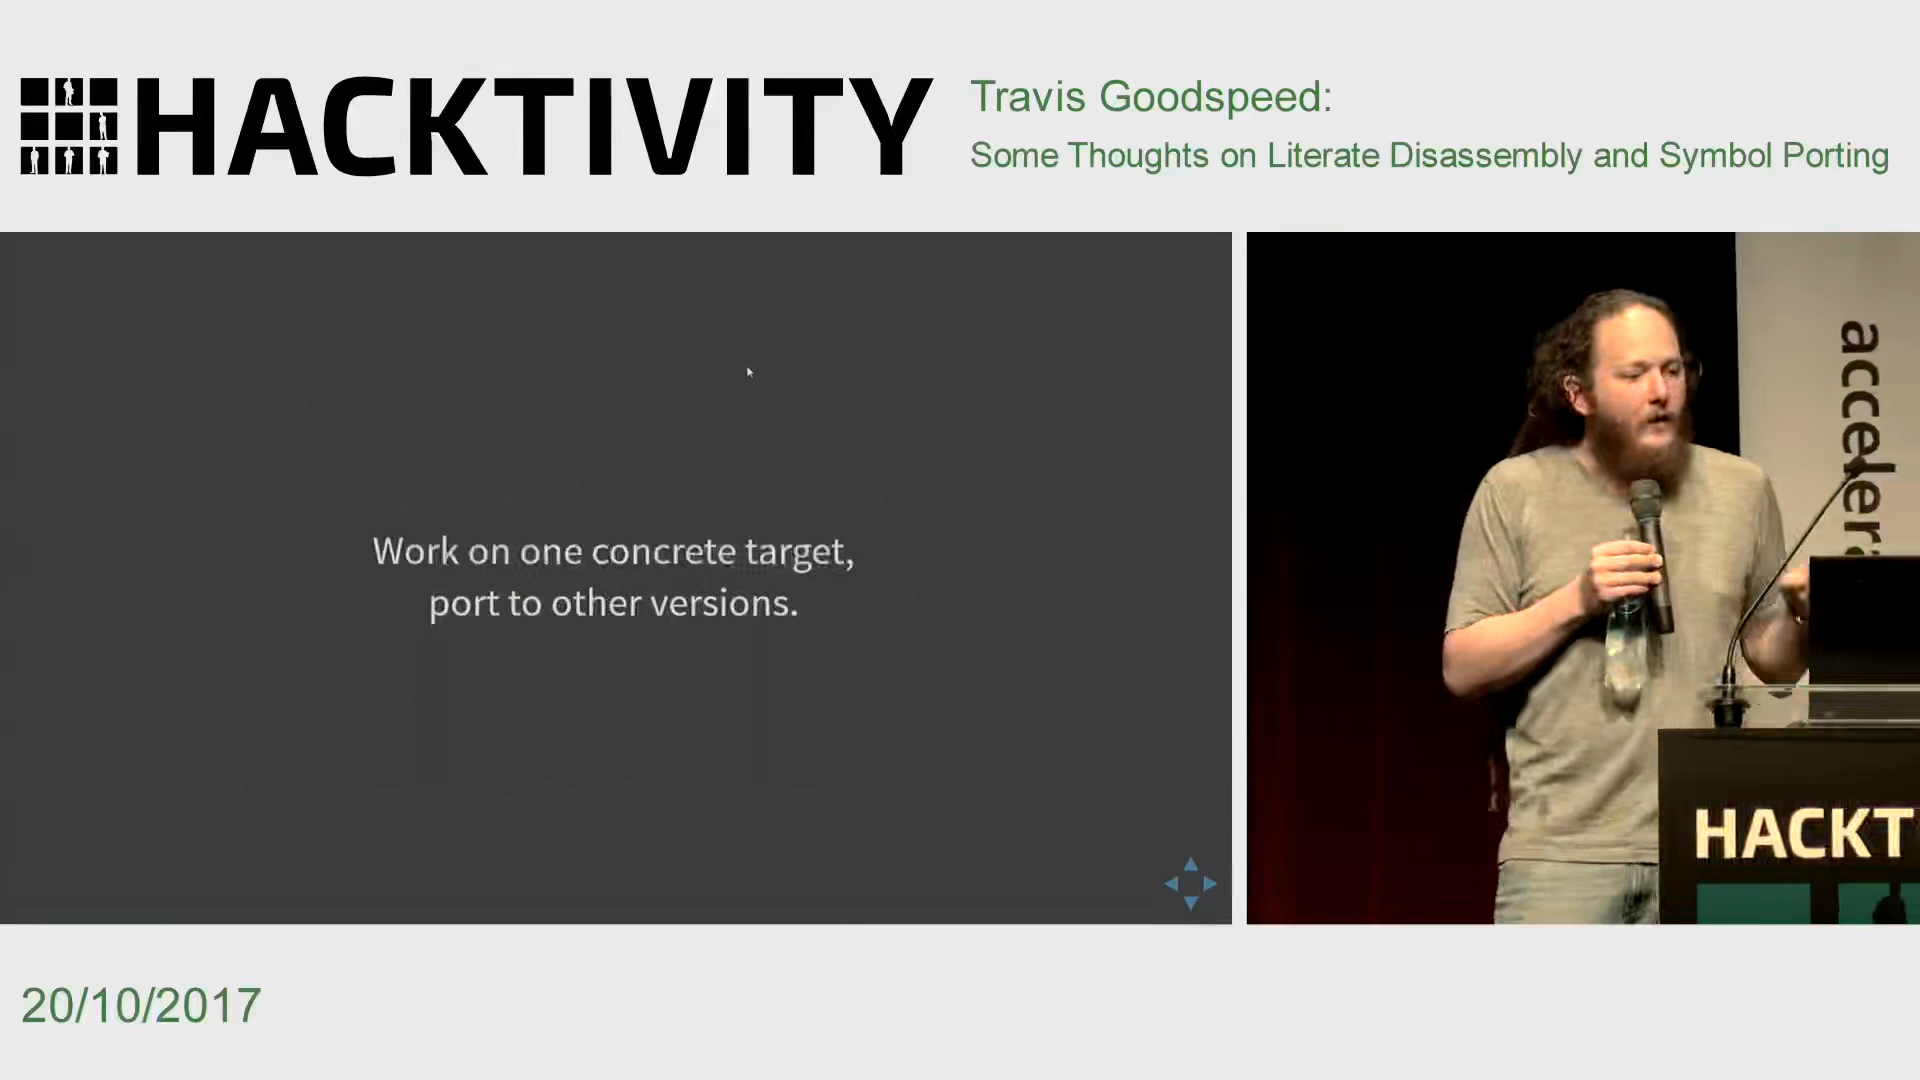 HACKTIVITY
Travis Goodspeed:
Some Thoughts on Literate Disassembly and Symbol Porting
Work on one concrete target,
port to other versions.
acceler
HACKT
20/10/2017